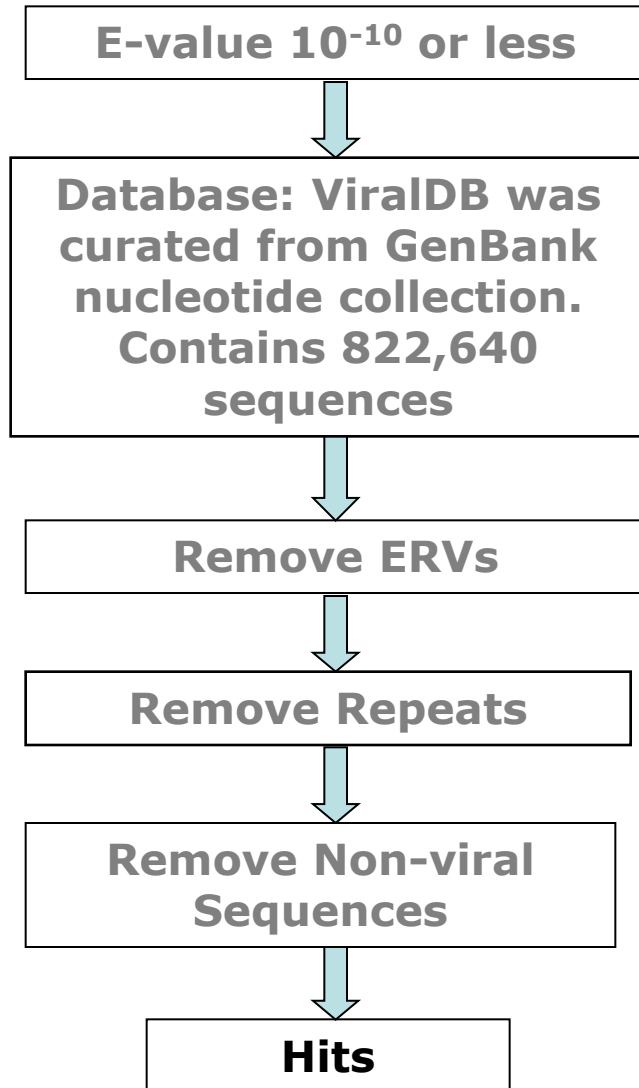 E-value 10⁻¹⁰ or less
Database: ViralDB was
curated from GenBank
nucleotide collection.
Contains 822,640
sequences
Remove ERVs
Remove Repeats
Remove Non-viral
Sequences
Hits